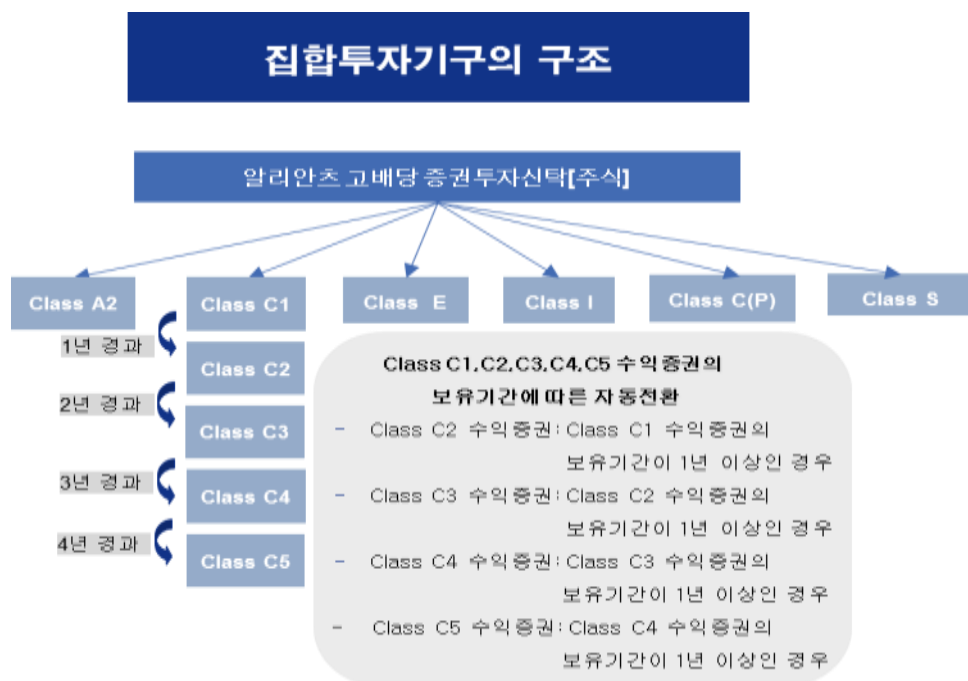 집합투자기구의 구조
알리안츠 고배당 증권투자신탁[주식]
Class A2
Class C1
Class E
Class I
Class C(P)
Class S
1년 경과
Class C2
2년 경과
Class C3
3년 경과
Class C4
4년 경과
Class C5
Class C1,C2,C3,C4,C5 수익증권의
보유기간에 따른 자동전환
- Class C2 수익증권: Class C1 수익증권의
보유기간이 1년 이상인 경우
- Class C3 수익증권: Class C2 수익증권의
보유기간이 1년 이상인 경우
- Class C4 수익증권: Class C3 수익증권의
보유기간이 1년 이상인 경우
- Class C5 수익증권: Class C4 수익증권의
보유기간이 1년 이상인 경우